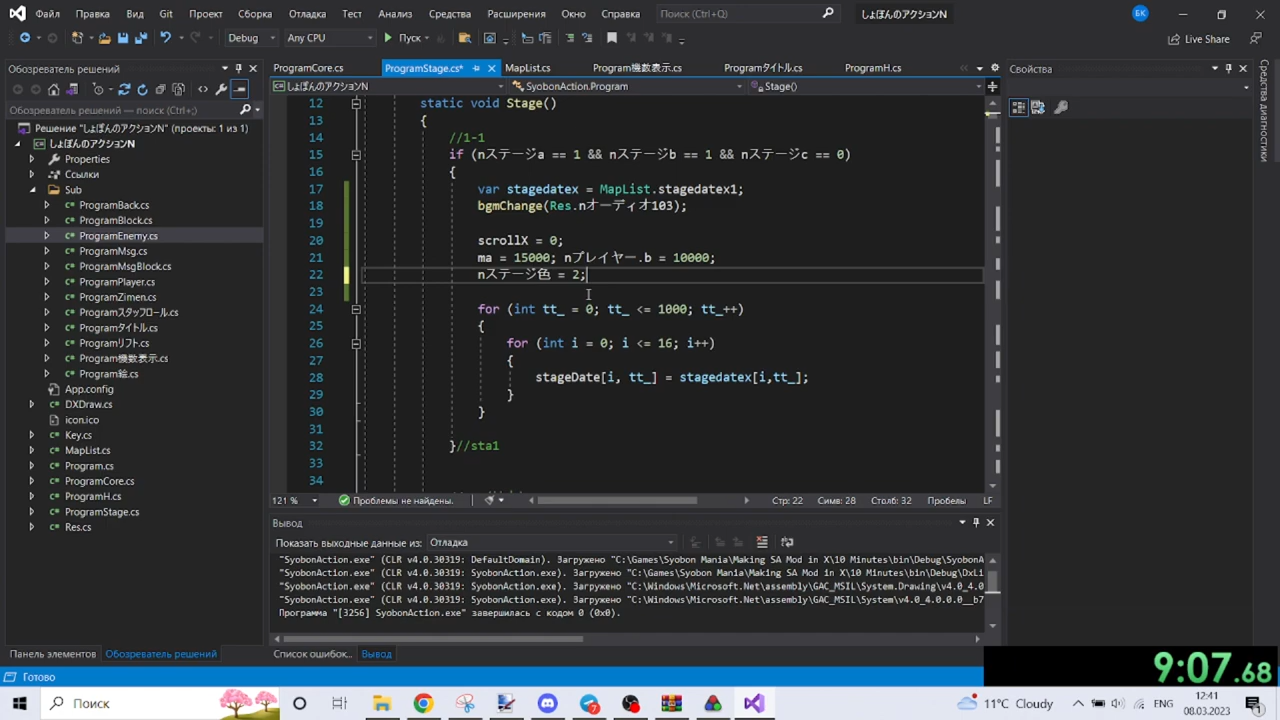 Файл Правка Вид Git Проект Сборка Отладка Тест Анализ Средства Расширения Окно Справка Поиск (Ctrl+Q) しょぼんのアクションN БК
Debug Any CPU Пуск Live Share
Обозреватель решений
Обозреватель решений — поиск (Ctrl+;)
Решение "しょぼんのアクションN" (проекты: 1 из 1)
しょぼんのアクションN
Properties
Ссылки
Sub
ProgramBack.cs
ProgramBlock.cs
ProgramEnemy.cs
ProgramMsg.cs
ProgramMsgBlock.cs
ProgramPlayer.cs
ProgramZimen.cs
Programスタッフロール.cs
Programタイトル.cs
Programリフト.cs
Program機数表示.cs
Program絵.cs
App.config
DXDraw.cs
icon.ico
Key.cs
MapList.cs
Program.cs
ProgramCore.cs
ProgramH.cs
ProgramStage.cs
Res.cs
Панель элементов Обозреватель решений
ProgramCore.cs ProgramStage.cs* MapList.cs Program機数表示.cs Programタイトル.cs ProgramH.cs
しょぼんのアクションN SyobonAction.Program Stage()
12 static void Stage()
13 {
14 //1-1
15 if (nステージa == 1 && nステージb == 1 && nステージc == 0)
16 {
17 var stagedatex = MapList.stagedatex1;
18 bgmChange(Res.nオーディオ103);
19
20 scrollX = 0;
21 ma = 15000; nプレイヤー.b = 10000;
22 nステージ色 = 2;
23
24 for (int tt_ = 0; tt_ <= 1000; tt_++)
25 {
26 for (int i = 0; i <= 16; i++)
27 {
28 stageDate[i, tt_] = stagedatex[i,tt_];
29 }
30 }
31
32 }//sta1
33
34
121 % Проблемы не найдены. Стр: 22 Симв: 28 Столб: 32 Пробелы LF
Вывод
Показать выходные данные из: Отладка
"SyobonAction.exe" (CLR v4.0.30319: DefaultDomain). Загружено "C:\Games\Syobon Mania\Making SA Mod in X\10 Minutes\bin\Debug\SyobonA
"SyobonAction.exe" (CLR v4.0.30319: SyobonAction.exe). Загружено "C:\Games\Syobon Mania\Making SA Mod in X\10 Minutes\bin\Debug\DxLi
"SyobonAction.exe" (CLR v4.0.30319: SyobonAction.exe). Загружено "C:\Windows\Microsoft.Net\assembly\GAC_MSIL\System.Drawing\v4.0_4.0
"SyobonAction.exe" (CLR v4.0.30319: SyobonAction.exe). Загружено "C:\Windows\Microsoft.Net\assembly\GAC_MSIL\System\v4.0_4.0.0.0__b7
Программа "[3256] SyobonAction.exe" завершилась с кодом 0 (0x0).
Список ошибок... Вывод
Свойства
Средства диагностики
Готово
9:07.68
Поиск 7 11°C Cloudy ENG 12:41
08.03.2023 1